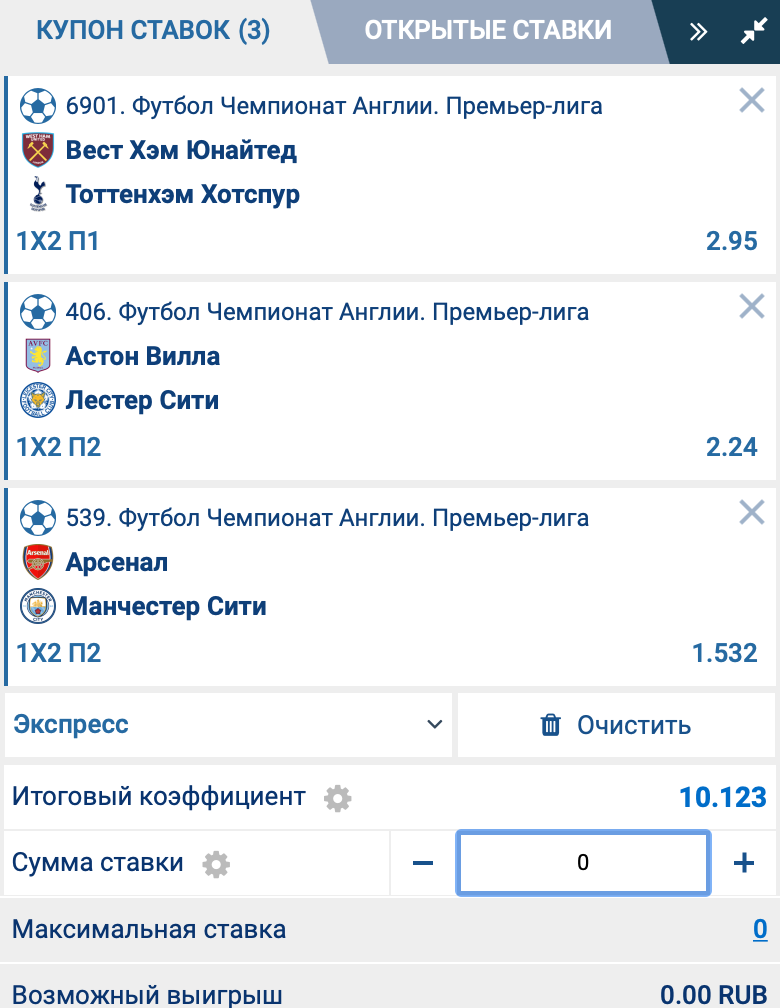 КУПОН СТАВОК (3) ОТКРЫТЫЕ СТАВКИ
6901. Футбол Чемпионат Англии. Премьер-лига
Вест Хэм Юнайтед
Тоттенхэм Хотспур
1X2 П1 2.95
406. Футбол Чемпионат Англии. Премьер-лига
AVFC
Астон Вилла
Лестер Сити
1X2 П2 2.24
539. Футбол Чемпионат Англии. Премьер-лига
Arsenal
Арсенал
Манчестер Сити
1X2 П2 1.532
Экспресс Очистить
Итоговый коэффициент 10.123
Сумма ставки − 0 +
Максимальная ставка 0
Возможный выигрыш 0.00 RUB